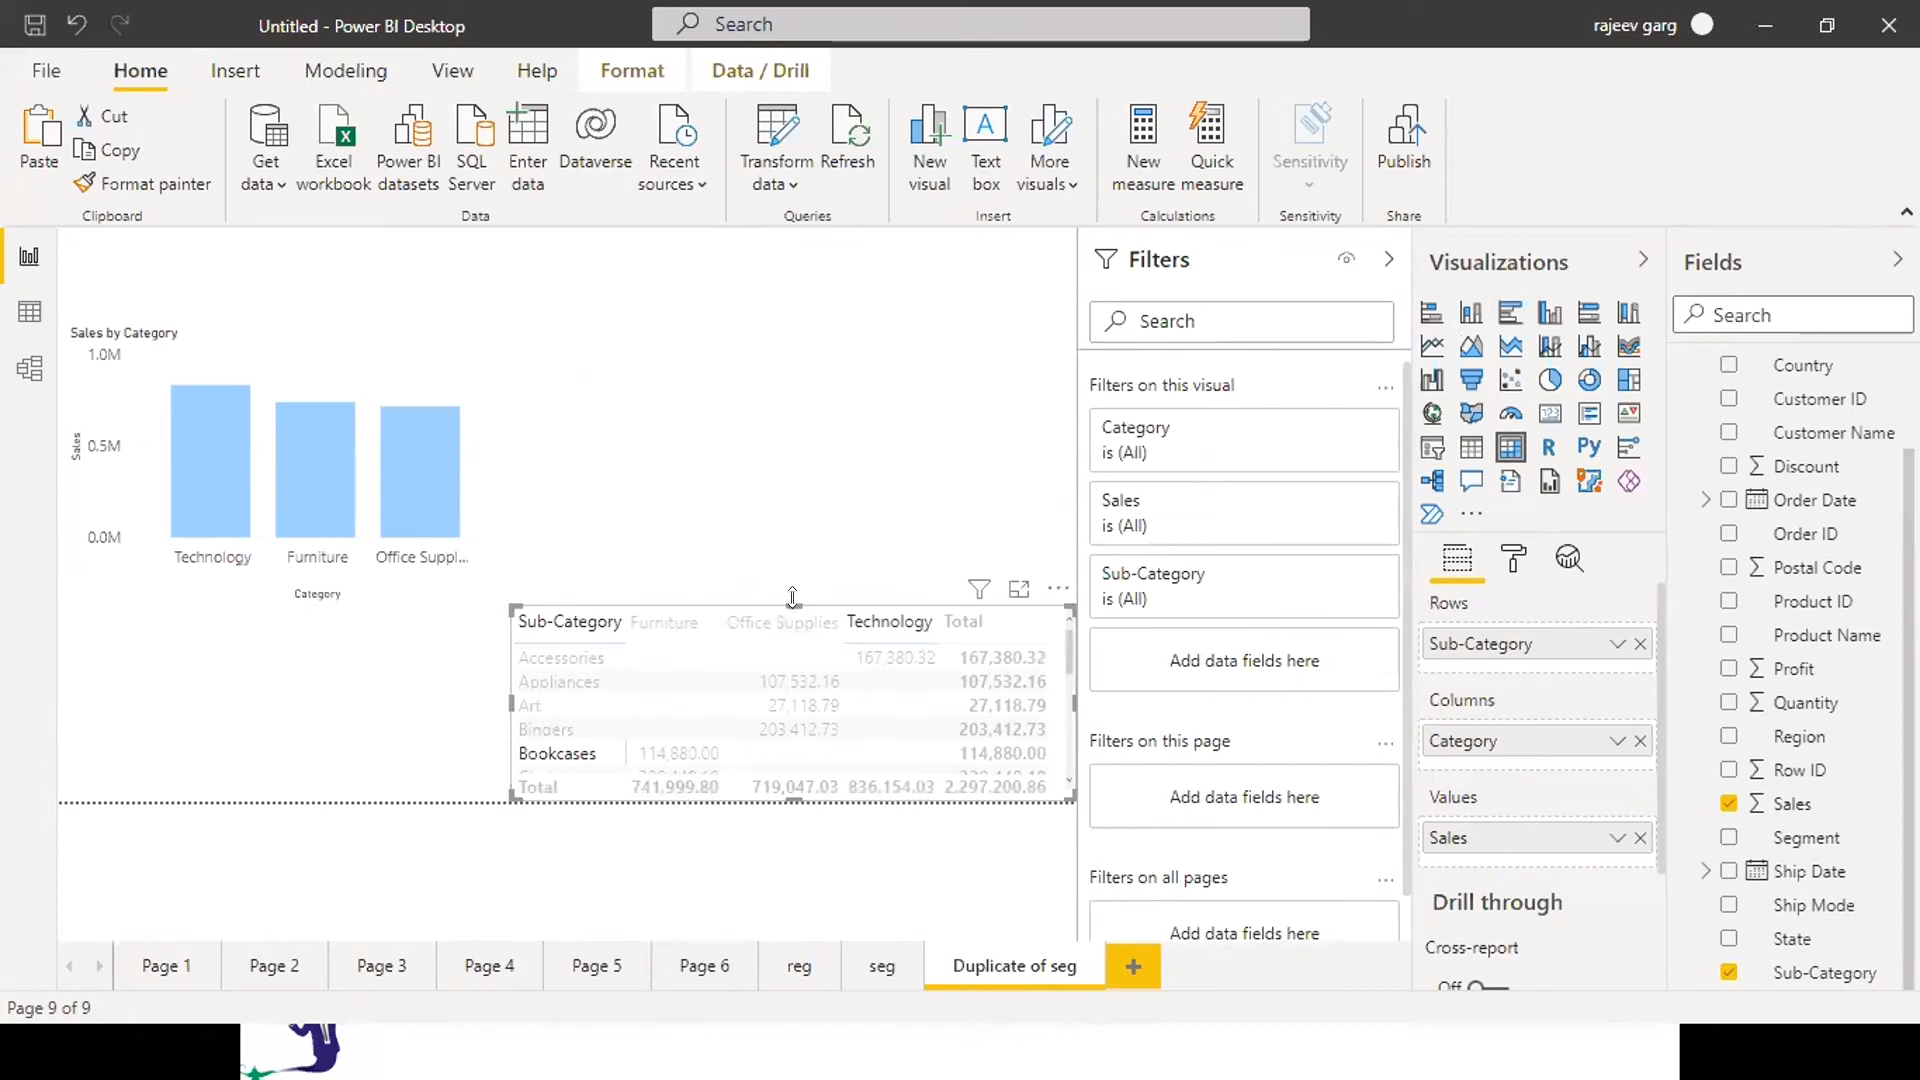 Untitled - Power BI Desktop
Search
rajeev garg
File
Home
Insert
Modeling
View
Help
Format
Data / Drill
Paste
Cut
Copy
Format painter
Get data
Excel workbook
Power BI datasets
SQL Server
Enter data
Dataverse
Recent sources
Transform data
Refresh
New visual
Text box
More visuals
New measure
Quick measure
Sensitivity
Publish
Clipboard
Data
Queries
Insert
Calculations
Sensitivity
Share
Sales by Category
1.0M
0.5M
0.0M
Sales
Technology
Furniture
Office Suppl...
Category
Sub-Category Furniture Office Supplies Technology Total
Accessories 167,380.32 167,380.32
Appliances 107,532.16 107,532.16
Art 27,118.79 27,118.79
Binders 203,412.73 203,412.73
Bookcases 114,880.00 114,880.00
Total 741,999.80 719,047.03 836,154.03 2,297,200.86
Filters
Search
Filters on this visual
Category
is (All)
Sales
is (All)
Sub-Category
is (All)
Add data fields here
Filters on this page
Add data fields here
Filters on all pages
Add data fields here
Visualizations
R
Py
123
Rows
Sub-Category
Columns
Category
Values
Sales
Drill through
Cross-report
Off
Fields
Search
Country
Customer ID
Customer Name
Discount
Order Date
Order ID
Postal Code
Product ID
Product Name
Profit
Quantity
Region
Row ID
Sales
Segment
Ship Date
Ship Mode
State
Sub-Category
Page 1
Page 2
Page 3
Page 4
Page 5
Page 6
reg
seg
Duplicate of seg
Page 9 of 9